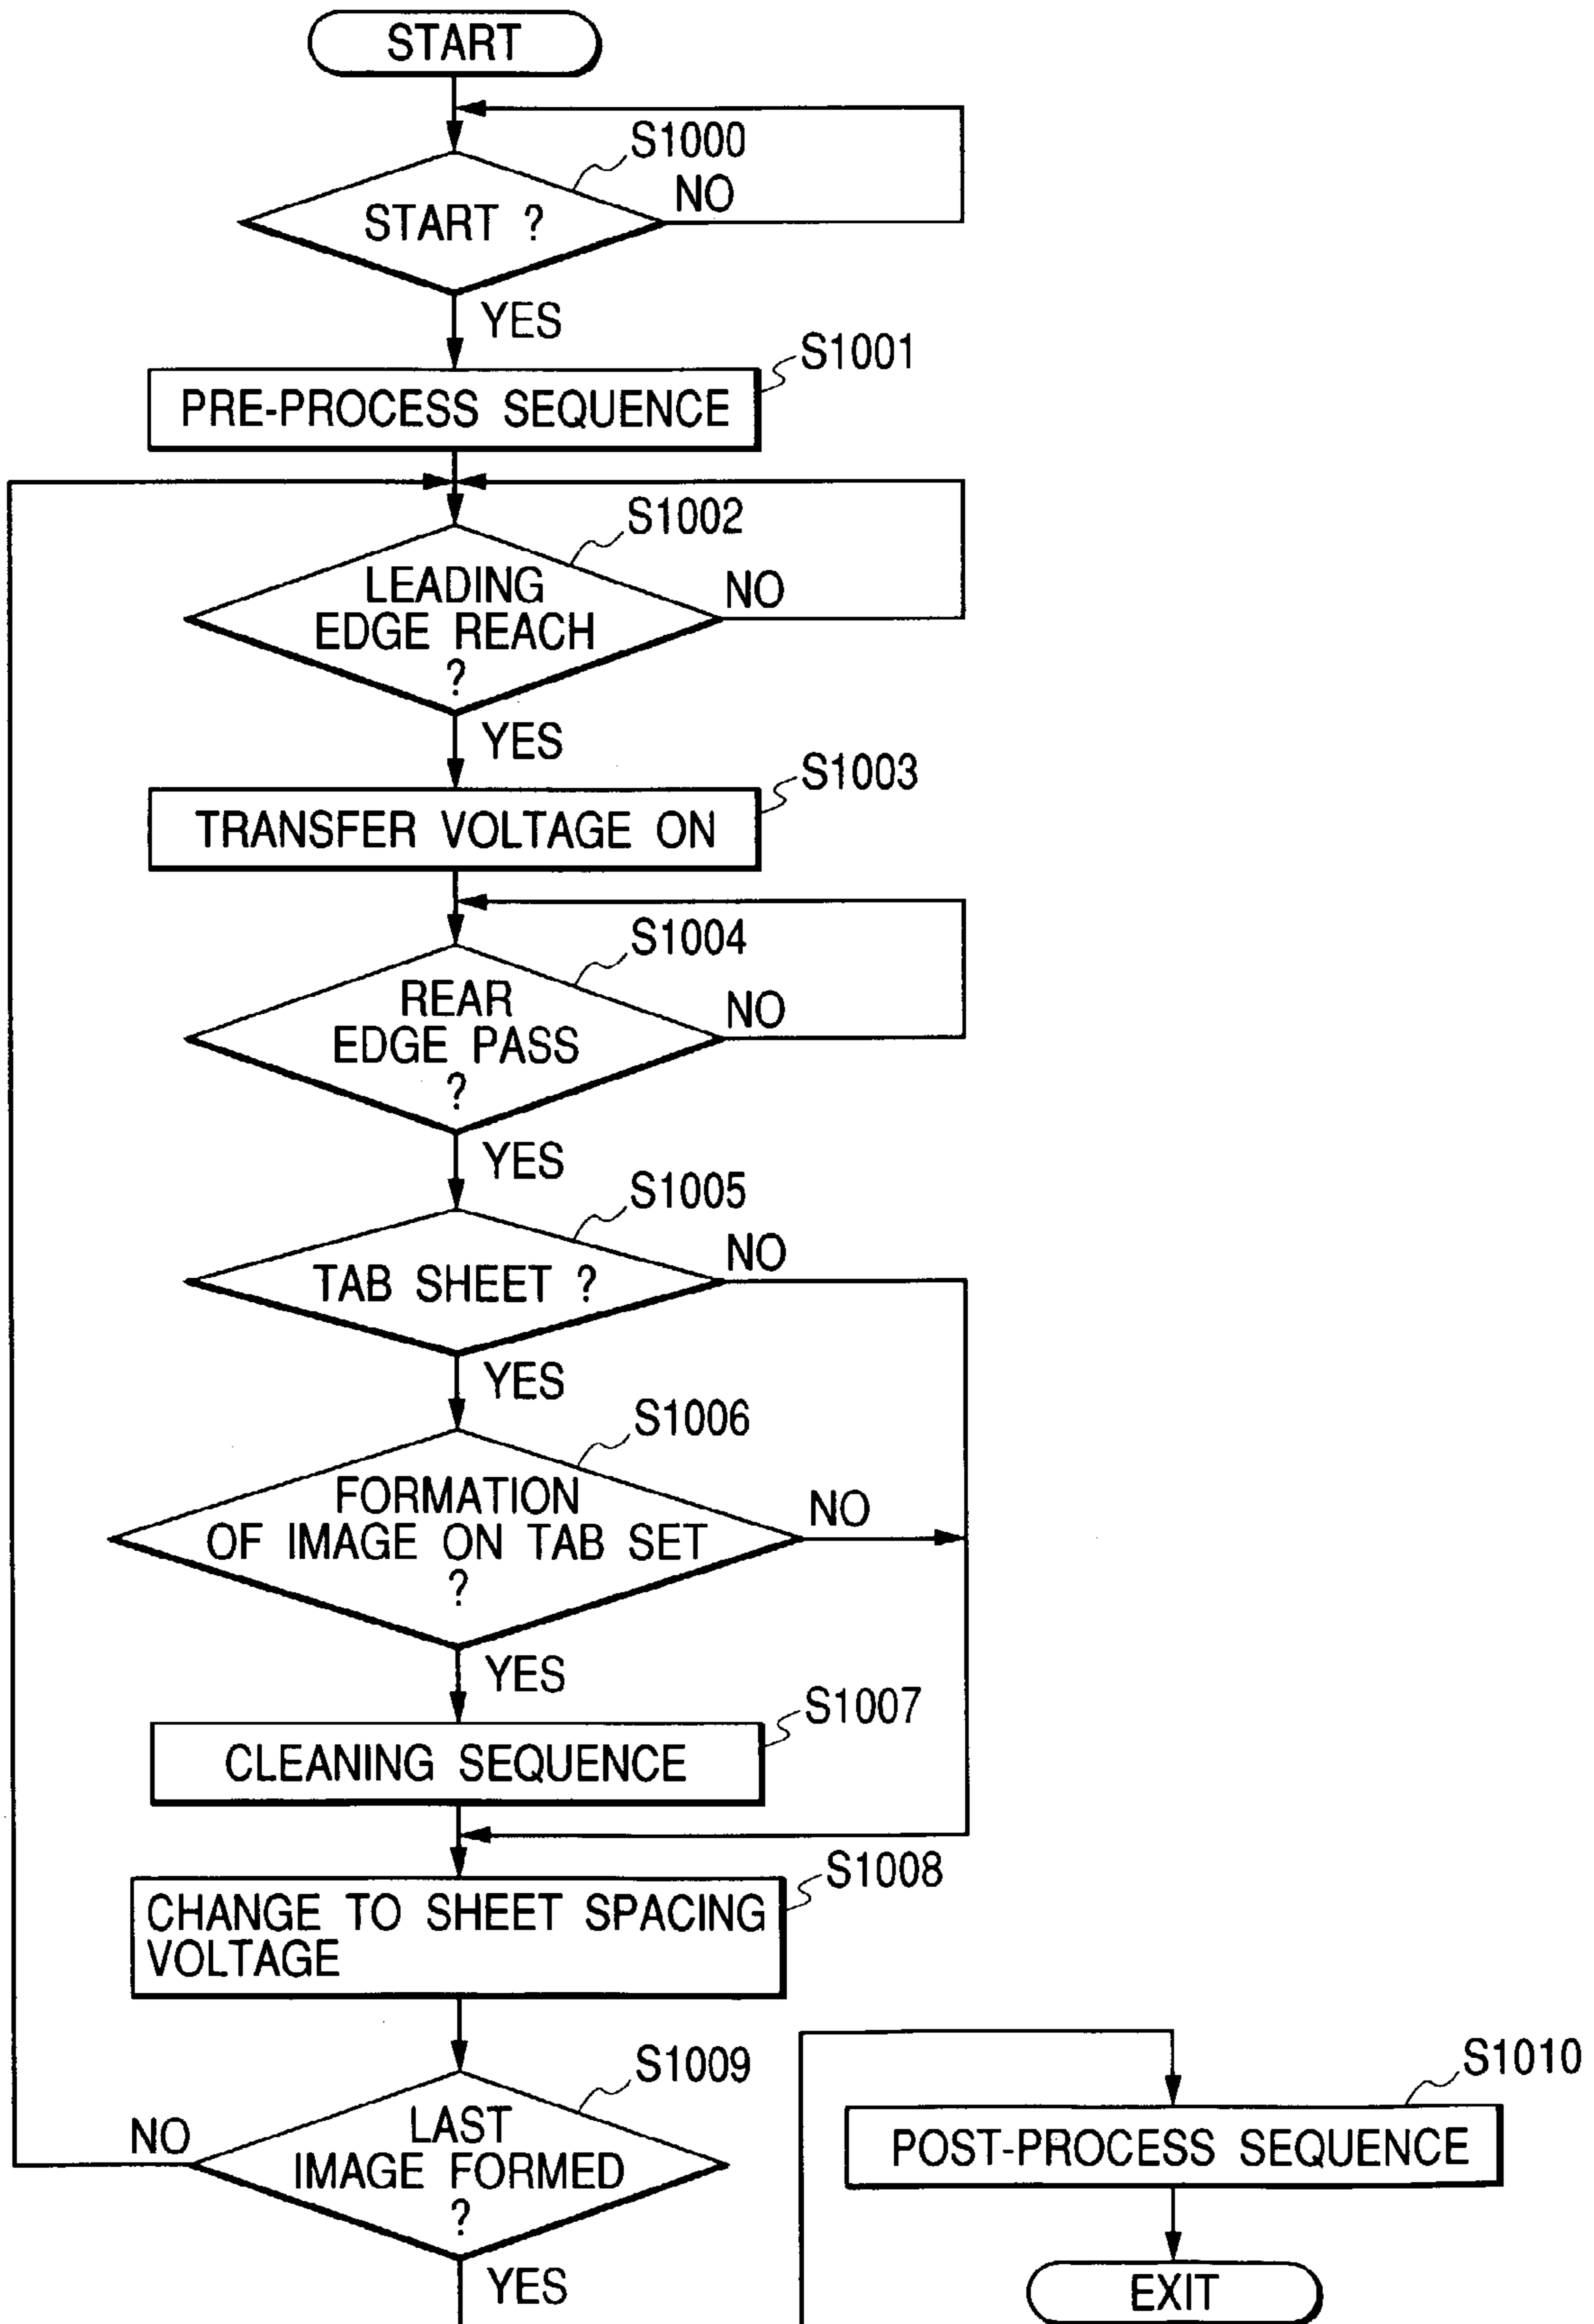 START
S1000
START ?
NO
YES
S1001
PRE-PROCESS SEQUENCE
S1002
LEADING
EDGE REACH
?
NO
YES
S1003
TRANSFER VOLTAGE ON
S1004
REAR
EDGE PASS
?
NO
YES
S1005
TAB SHEET ?
NO
YES
S1006
FORMATION
OF IMAGE ON TAB SET
?
NO
YES
S1007
CLEANING SEQUENCE
S1008
CHANGE TO SHEET SPACING
VOLTAGE
S1009
LAST
IMAGE FORMED
?
NO
YES
S1010
POST-PROCESS SEQUENCE
EXIT